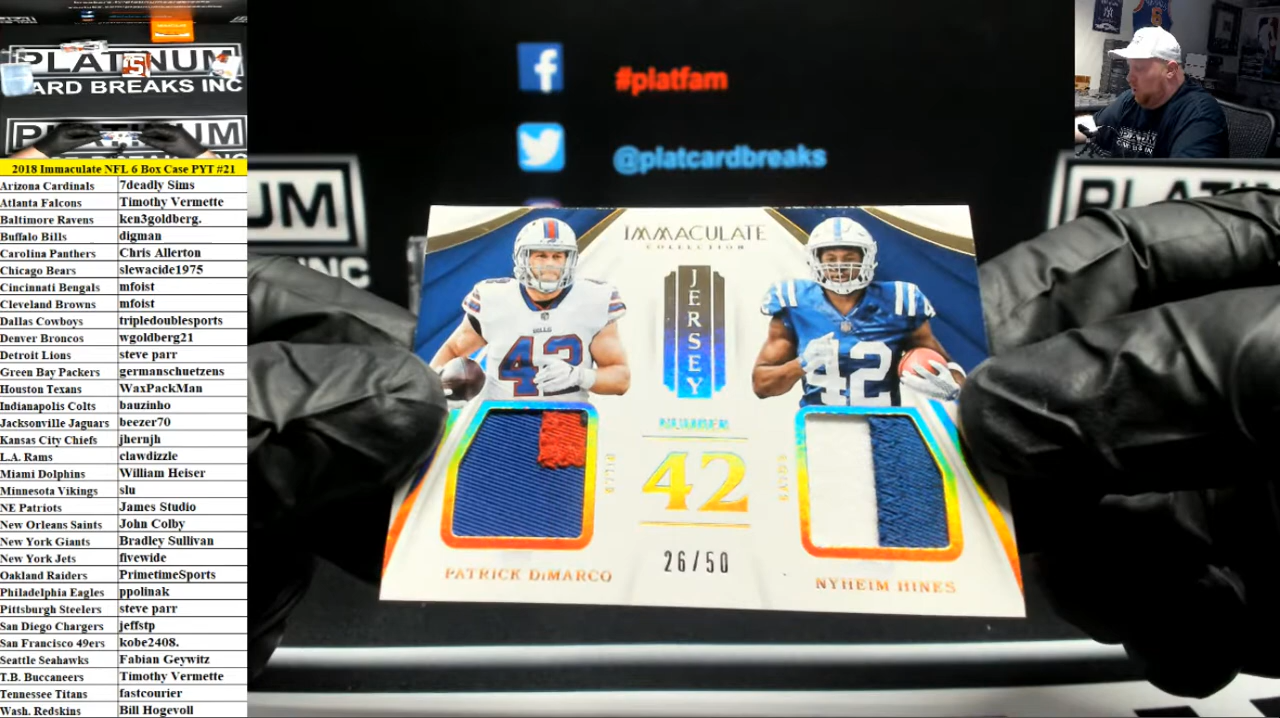 PLATINUM
CARD BREAKS INC
PLATINUM
2018 Immaculate NFL 6 Box Case PYT #21
Arizona Cardinals 7deadly Sims
Atlanta Falcons Timothy Vermette
Baltimore Ravens ken3goldberg.
Buffalo Bills digman
Carolina Panthers Chris Allerton
Chicago Bears slewacide1975
Cincinnati Bengals mfoist
Cleveland Browns mfoist
Dallas Cowboys tripledoublesports
Denver Broncos wgoldberg21
Detroit Lions steve parr
Green Bay Packers germanschuetzens
Houston Texans WaxPackMan
Indianapolis Colts bauzinho
Jacksonville Jaguars beezer70
Kansas City Chiefs jhernjh
L.A. Rams clawdizzle
Miami Dolphins William Heiser
Minnesota Vikings slu
NE Patriots James Studio
New Orleans Saints John Colby
New York Giants Bradley Sullivan
New York Jets fivewide
Oakland Raiders PrimetimeSports
Philadelphia Eagles ppolinak
Pittsburgh Steelers steve parr
San Diego Chargers jeffstp
San Francisco 49ers kobe2408.
Seattle Seahawks Fabian Geywitz
T.B. Buccaneers Timothy Vermette
Tennessee Titans fastcourier
Wash. Redskins Bill Hogevoll
#platfam
@platcardbreaks
UM
INC
PLATIN
IMMACULATE
COLLECTION
JERSEY
NUMBER
42
26/50
PATRICK DiMARCO
NYHEIM HINES
BILLS
42
42